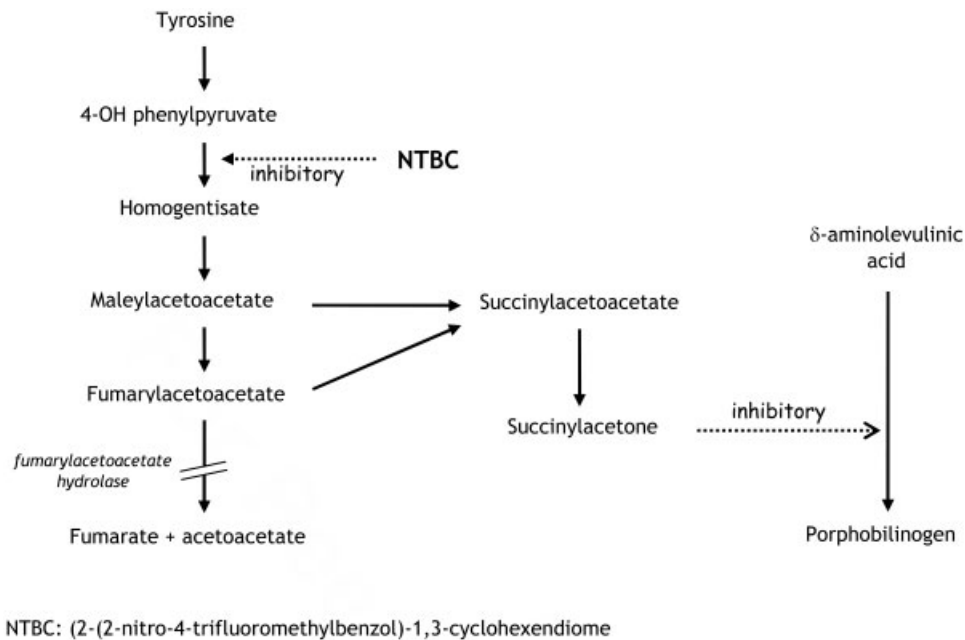 Tyrosine
4-OH phenylpyruvate
NTBC
inhibitory
Homogentisate
δ-aminolevulinic
acid
Maleylacetoacetate
Succinylacetoacetate
Fumarylacetoacetate
Succinylacetone
inhibitory
fumarylacetoacetate
hydrolase
Fumarate + acetoacetate
Porphobilinogen
NTBC: (2-(2-nitro-4-trifluoromethylbenzol)-1,3-cyclohexendiome